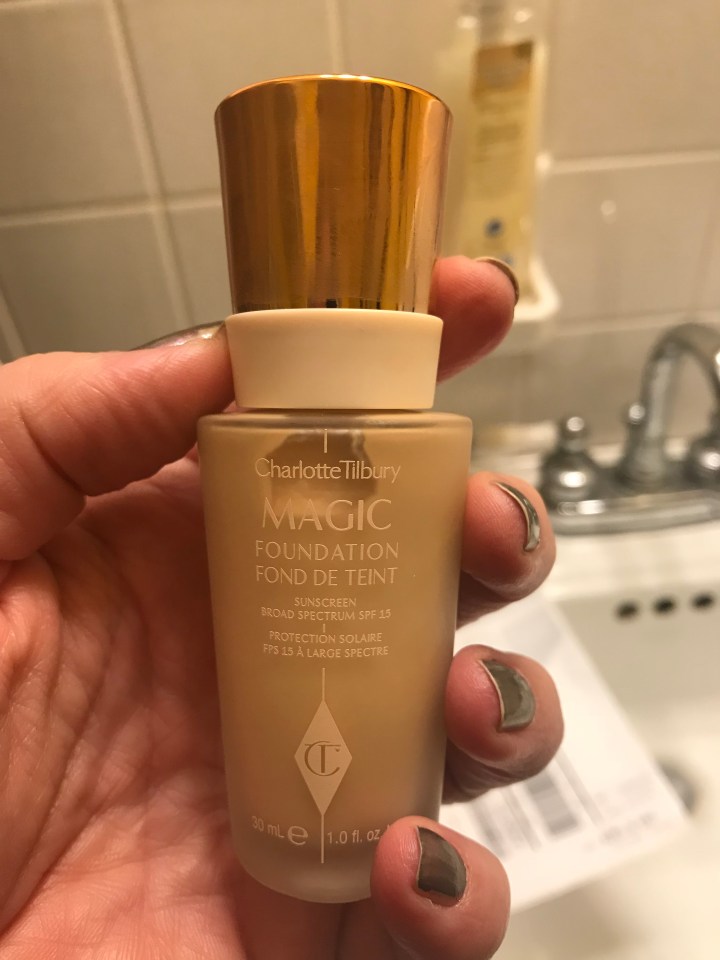 CharlotteTilbury
MAGIC
FOUNDATION
FOND DE TEINT
SUNSCREEN
BROAD SPECTRUM SPF 15
PROTECTION SOLAIRE
FPS 15 À LARGE SPECTRE
CT
30 mL e 1.0 fl. oz.